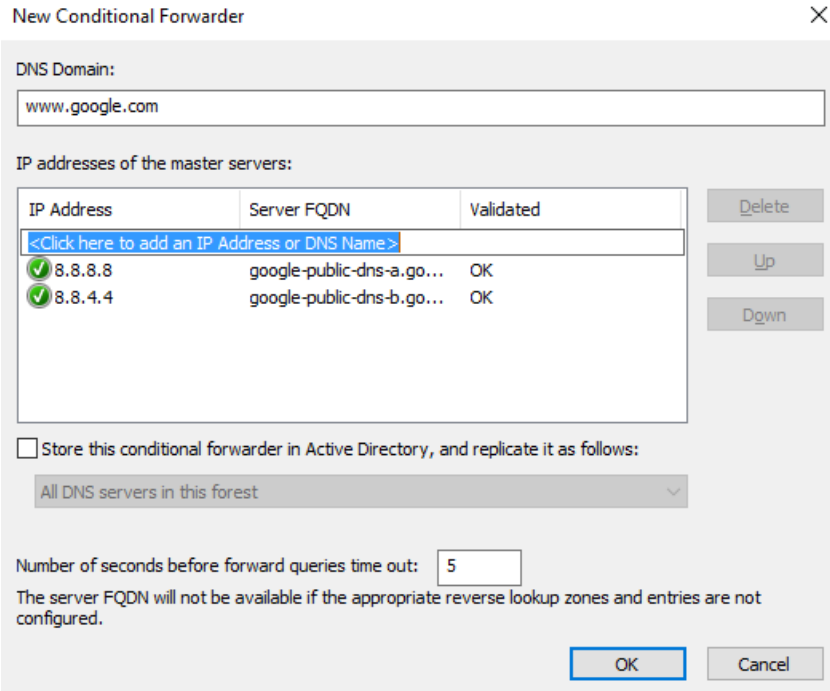 New Conditional Forwarder
DNS Domain:
www.google.com
IP addresses of the master servers:
IP Address Server FQDN Validated
<Click here to add an IP Address or DNS Name>
8.8.8.8 google-public-dns-a.go... OK
8.8.4.4 google-public-dns-b.go... OK
Delete
Up
Down
Store this conditional forwarder in Active Directory, and replicate it as follows:
All DNS servers in this forest
Number of seconds before forward queries time out: 5
The server FQDN will not be available if the appropriate reverse lookup zones and entries are not
configured.
OK Cancel